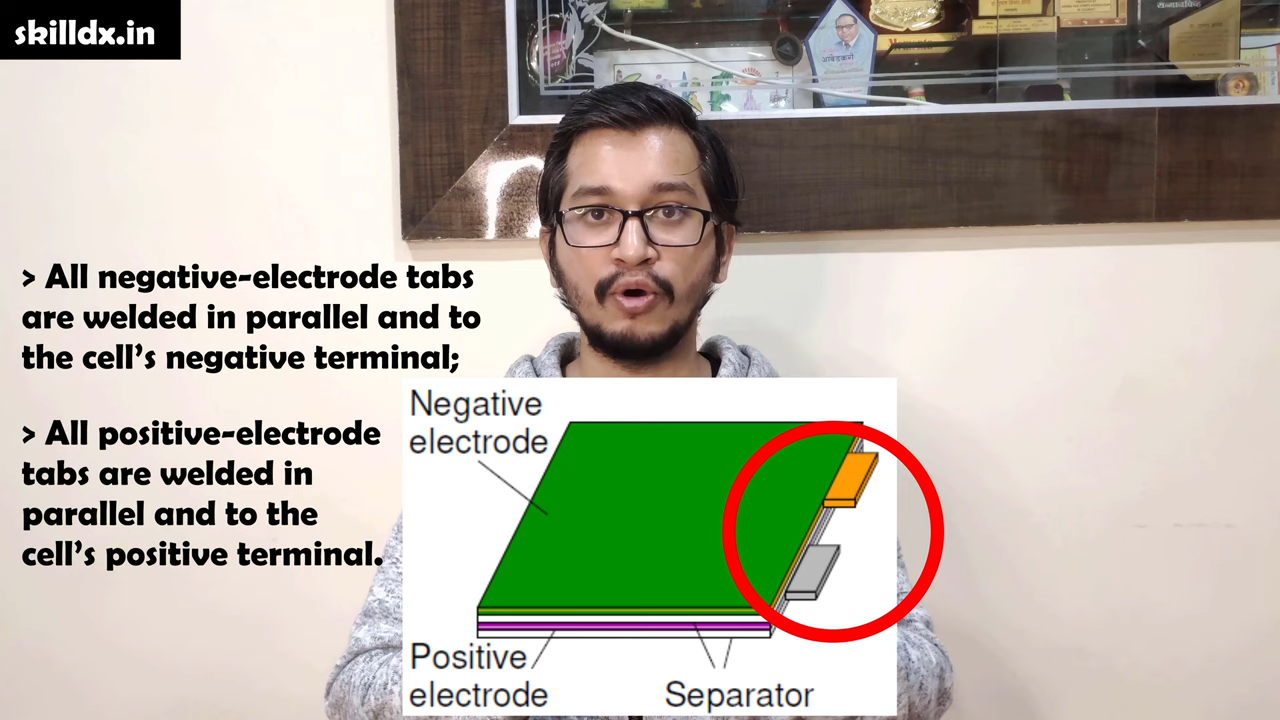 skilldx.in
> All negative-electrode tabs
are welded in parallel and to
the cell’s negative terminal;
> All positive-electrode
tabs are welded in
parallel and to the
cell’s positive terminal.
Negative
electrode
Positive
electrode
Separator